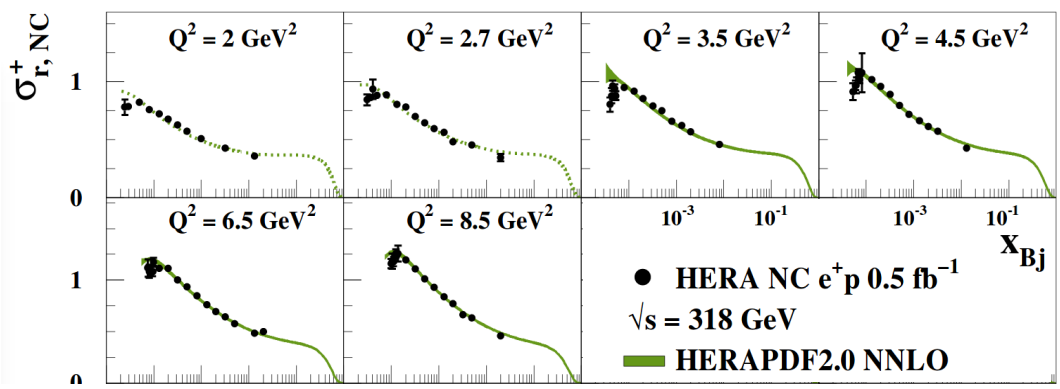 σ⁺r, NC
Q² = 2 GeV²
Q² = 2.7 GeV²
Q² = 3.5 GeV²
Q² = 4.5 GeV²
1
0
10⁻³
10⁻¹
10⁻³
10⁻¹
Q² = 6.5 GeV²
Q² = 8.5 GeV²
xBj
1
0
HERA NC e⁺p 0.5 fb⁻¹
√s = 318 GeV
HERAPDF2.0 NNLO